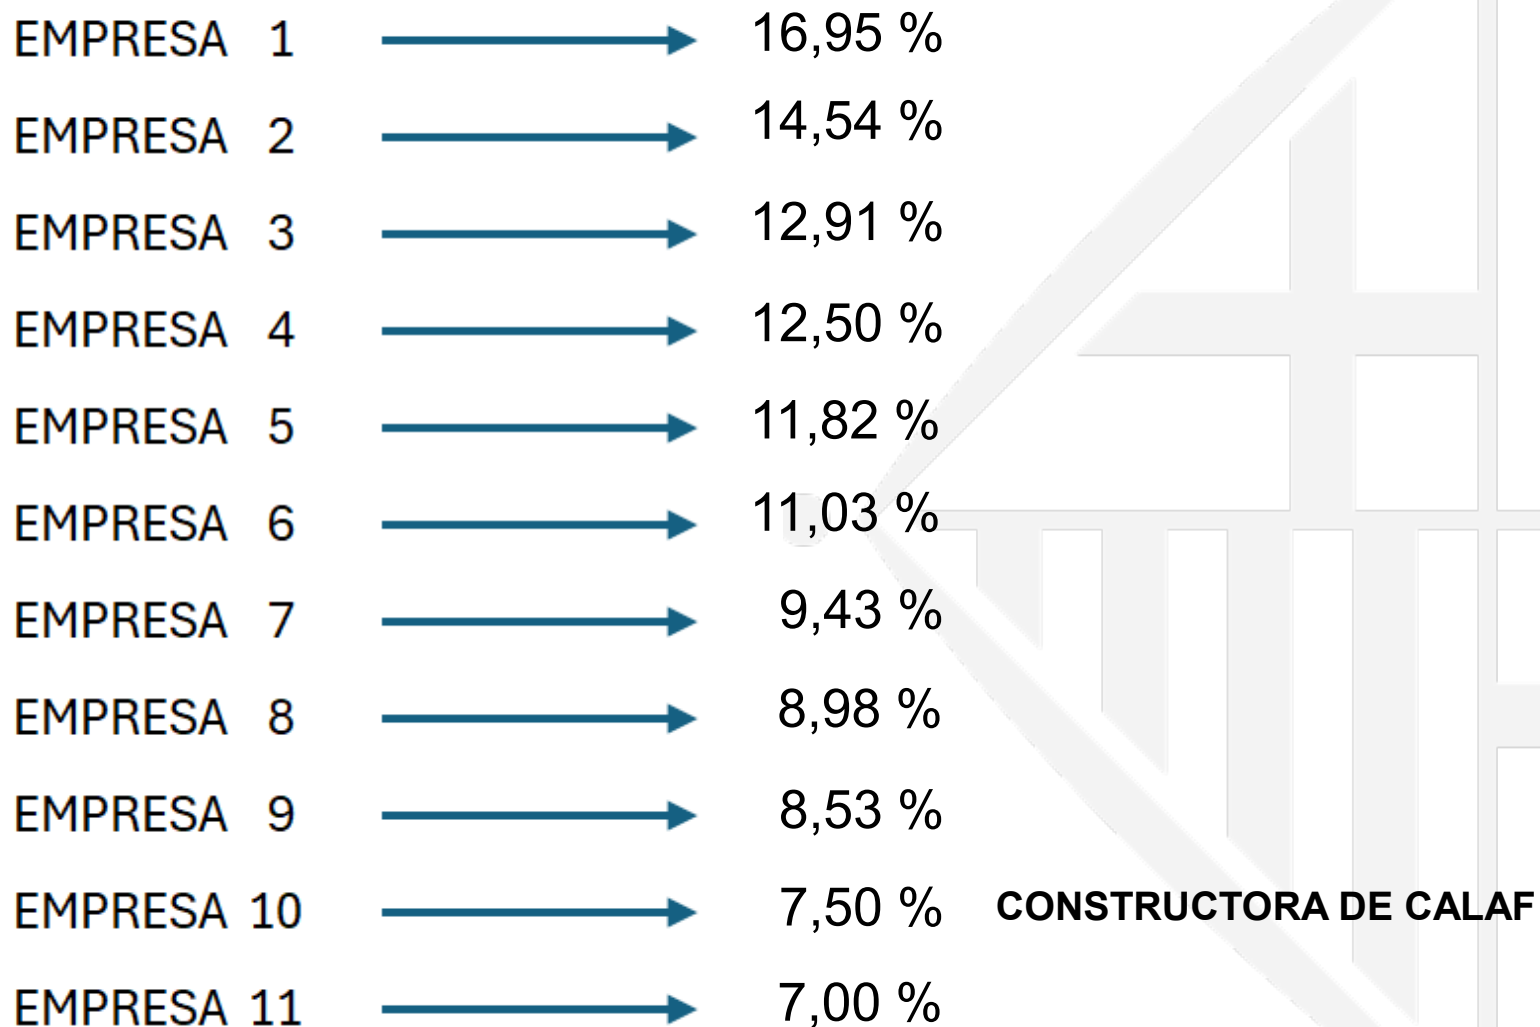 EMPRESA 1 16,95 %
EMPRESA 2 14,54 %
EMPRESA 3 12,91 %
EMPRESA 4 12,50 %
EMPRESA 5 11,82 %
EMPRESA 6 11,03 %
EMPRESA 7 9,43 %
EMPRESA 8 8,98 %
EMPRESA 9 8,53 %
EMPRESA 10 7,50 % CONSTRUCTORA DE CALAF
EMPRESA 11 7,00 %